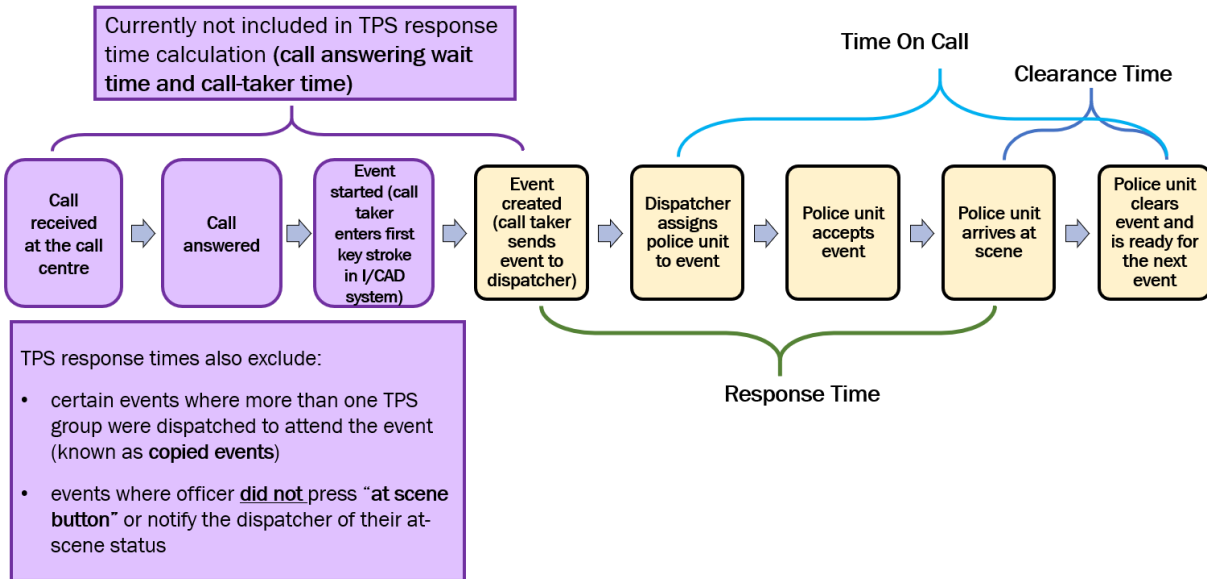 Currently not included in TPS response
time calculation (call answering wait
time and call-taker time)
Time On Call
Clearance Time
Call
received
at the call
centre
Call
answered
Event
started (call
taker
enters first
key stroke
in I/CAD
system)
Event
created
(call taker
sends
event to
dispatcher)
Dispatcher
assigns
police unit
to event
Police unit
accepts
event
Police unit
arrives at
scene
Police unit
clears
event and
is ready for
the next
event
Response Time
TPS response times also exclude:
• certain events where more than one TPS
group were dispatched to attend the event
(known as copied events)
• events where officer did not press “at scene
button” or notify the dispatcher of their at-
scene status